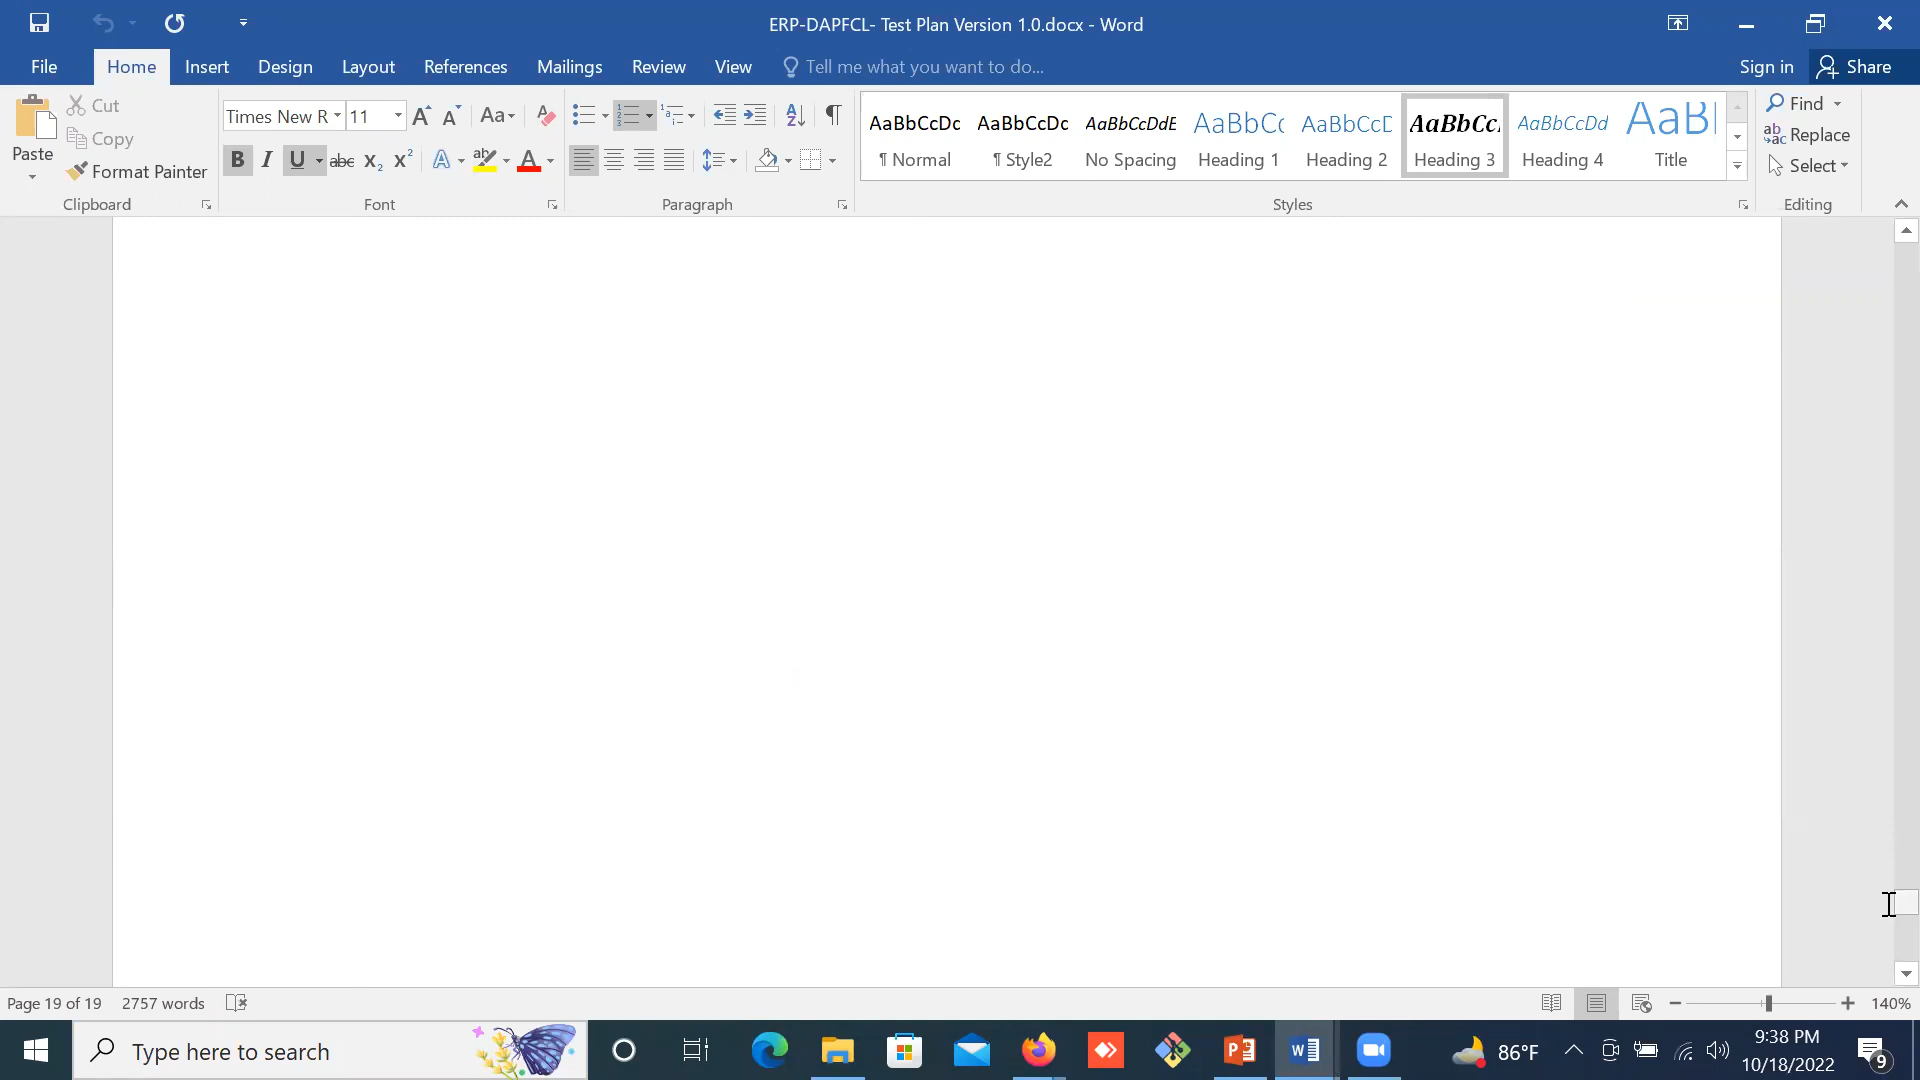 ERP-DAPFCL- Test Plan Version 1.0.docx - Word
File Home Insert Design Layout References Mailings Review View Tell me what you want to do... Sign in Share
Paste
Cut
Copy
Format Painter
Clipboard
Times New R 11
Font
Paragraph
AaBbCcDc AaBbCcDc AaBbCcDdE AaBbCc AaBbCcD AaBbCc AaBbCcDd AaB
¶ Normal ¶ Style2 No Spacing Heading 1 Heading 2 Heading 3 Heading 4 Title
Styles
Find
Replace
Select
Editing
Page 19 of 19 2757 words 140%
Type here to search
86°F
9:38 PM
10/18/2022
9